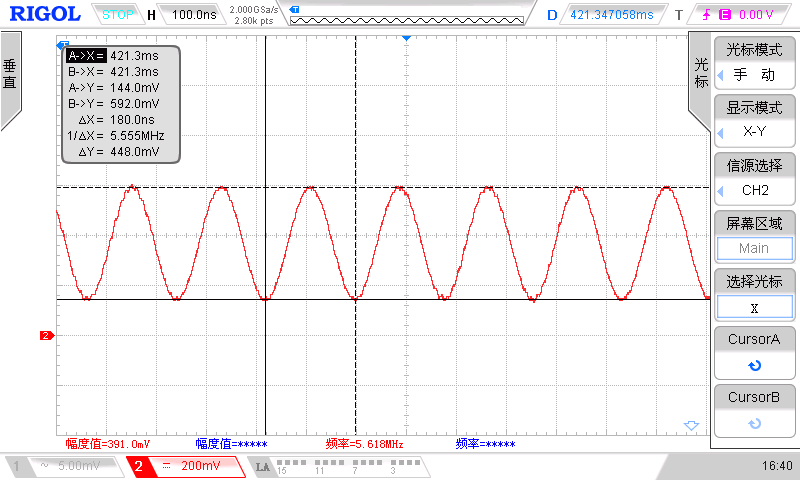 RIGOL STOP H 100.0ns 2.000GSa/s 2.80k pts D 421.347058ms T E 0.00 V
垂直
A->X = 421.3ms
B->X = 421.3ms
A->Y = 144.0mV
B->Y = 592.0mV
ΔX = 180.0ns
1/ΔX = 5.555MHz
ΔY = 448.0mV
光标
光标模式
手 动
显示模式
X-Y
信源选择
CH2
屏幕区域
Main
选择光标
X
CursorA
CursorB
2
幅度值=391.0mV 幅度值=***** 频率=5.618MHz 频率=*****
1 ~ 5.00mV 2 200mV LA 15 11 7 3 16:40